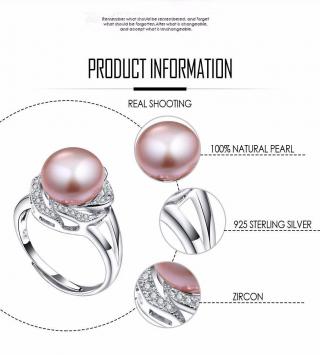 Remember what should be remembered, and forget
what should be forgotten.Alter what is changeable,
and accept what is unchangeable.
PRODUCT INFORMATION
REAL SHOOTING
100% NATURAL PEARL
925 STERLING SILVER
ZIRCON